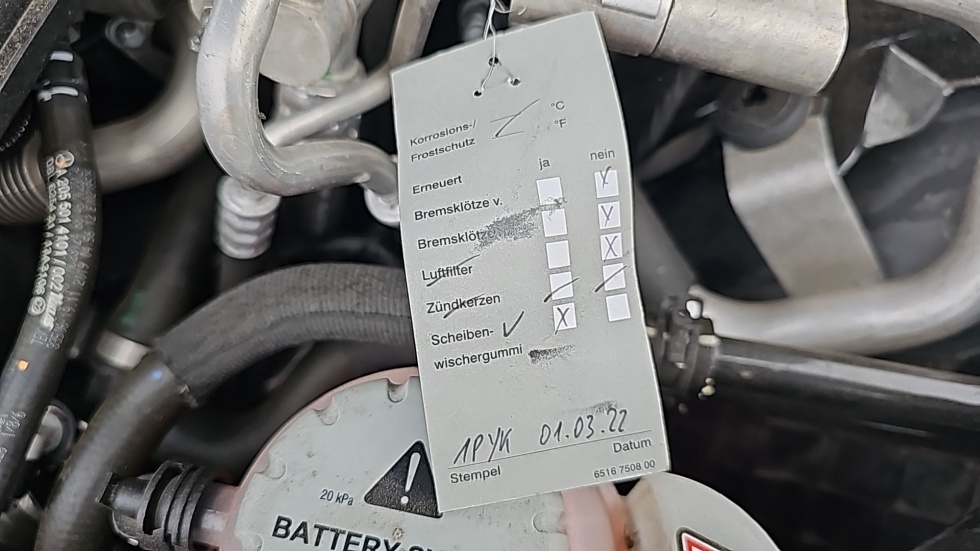 Korrosions-/
Frostschutz
°C
°F
ja nein
Erneuert
Bremsklötze v.
Bremsklötze
Luftfilter
Zündkerzen
Scheiben- ✓
wischergummi
1PYK 01.03.22
Stempel Datum
6516 7508.00
20 kPa
BATTERY